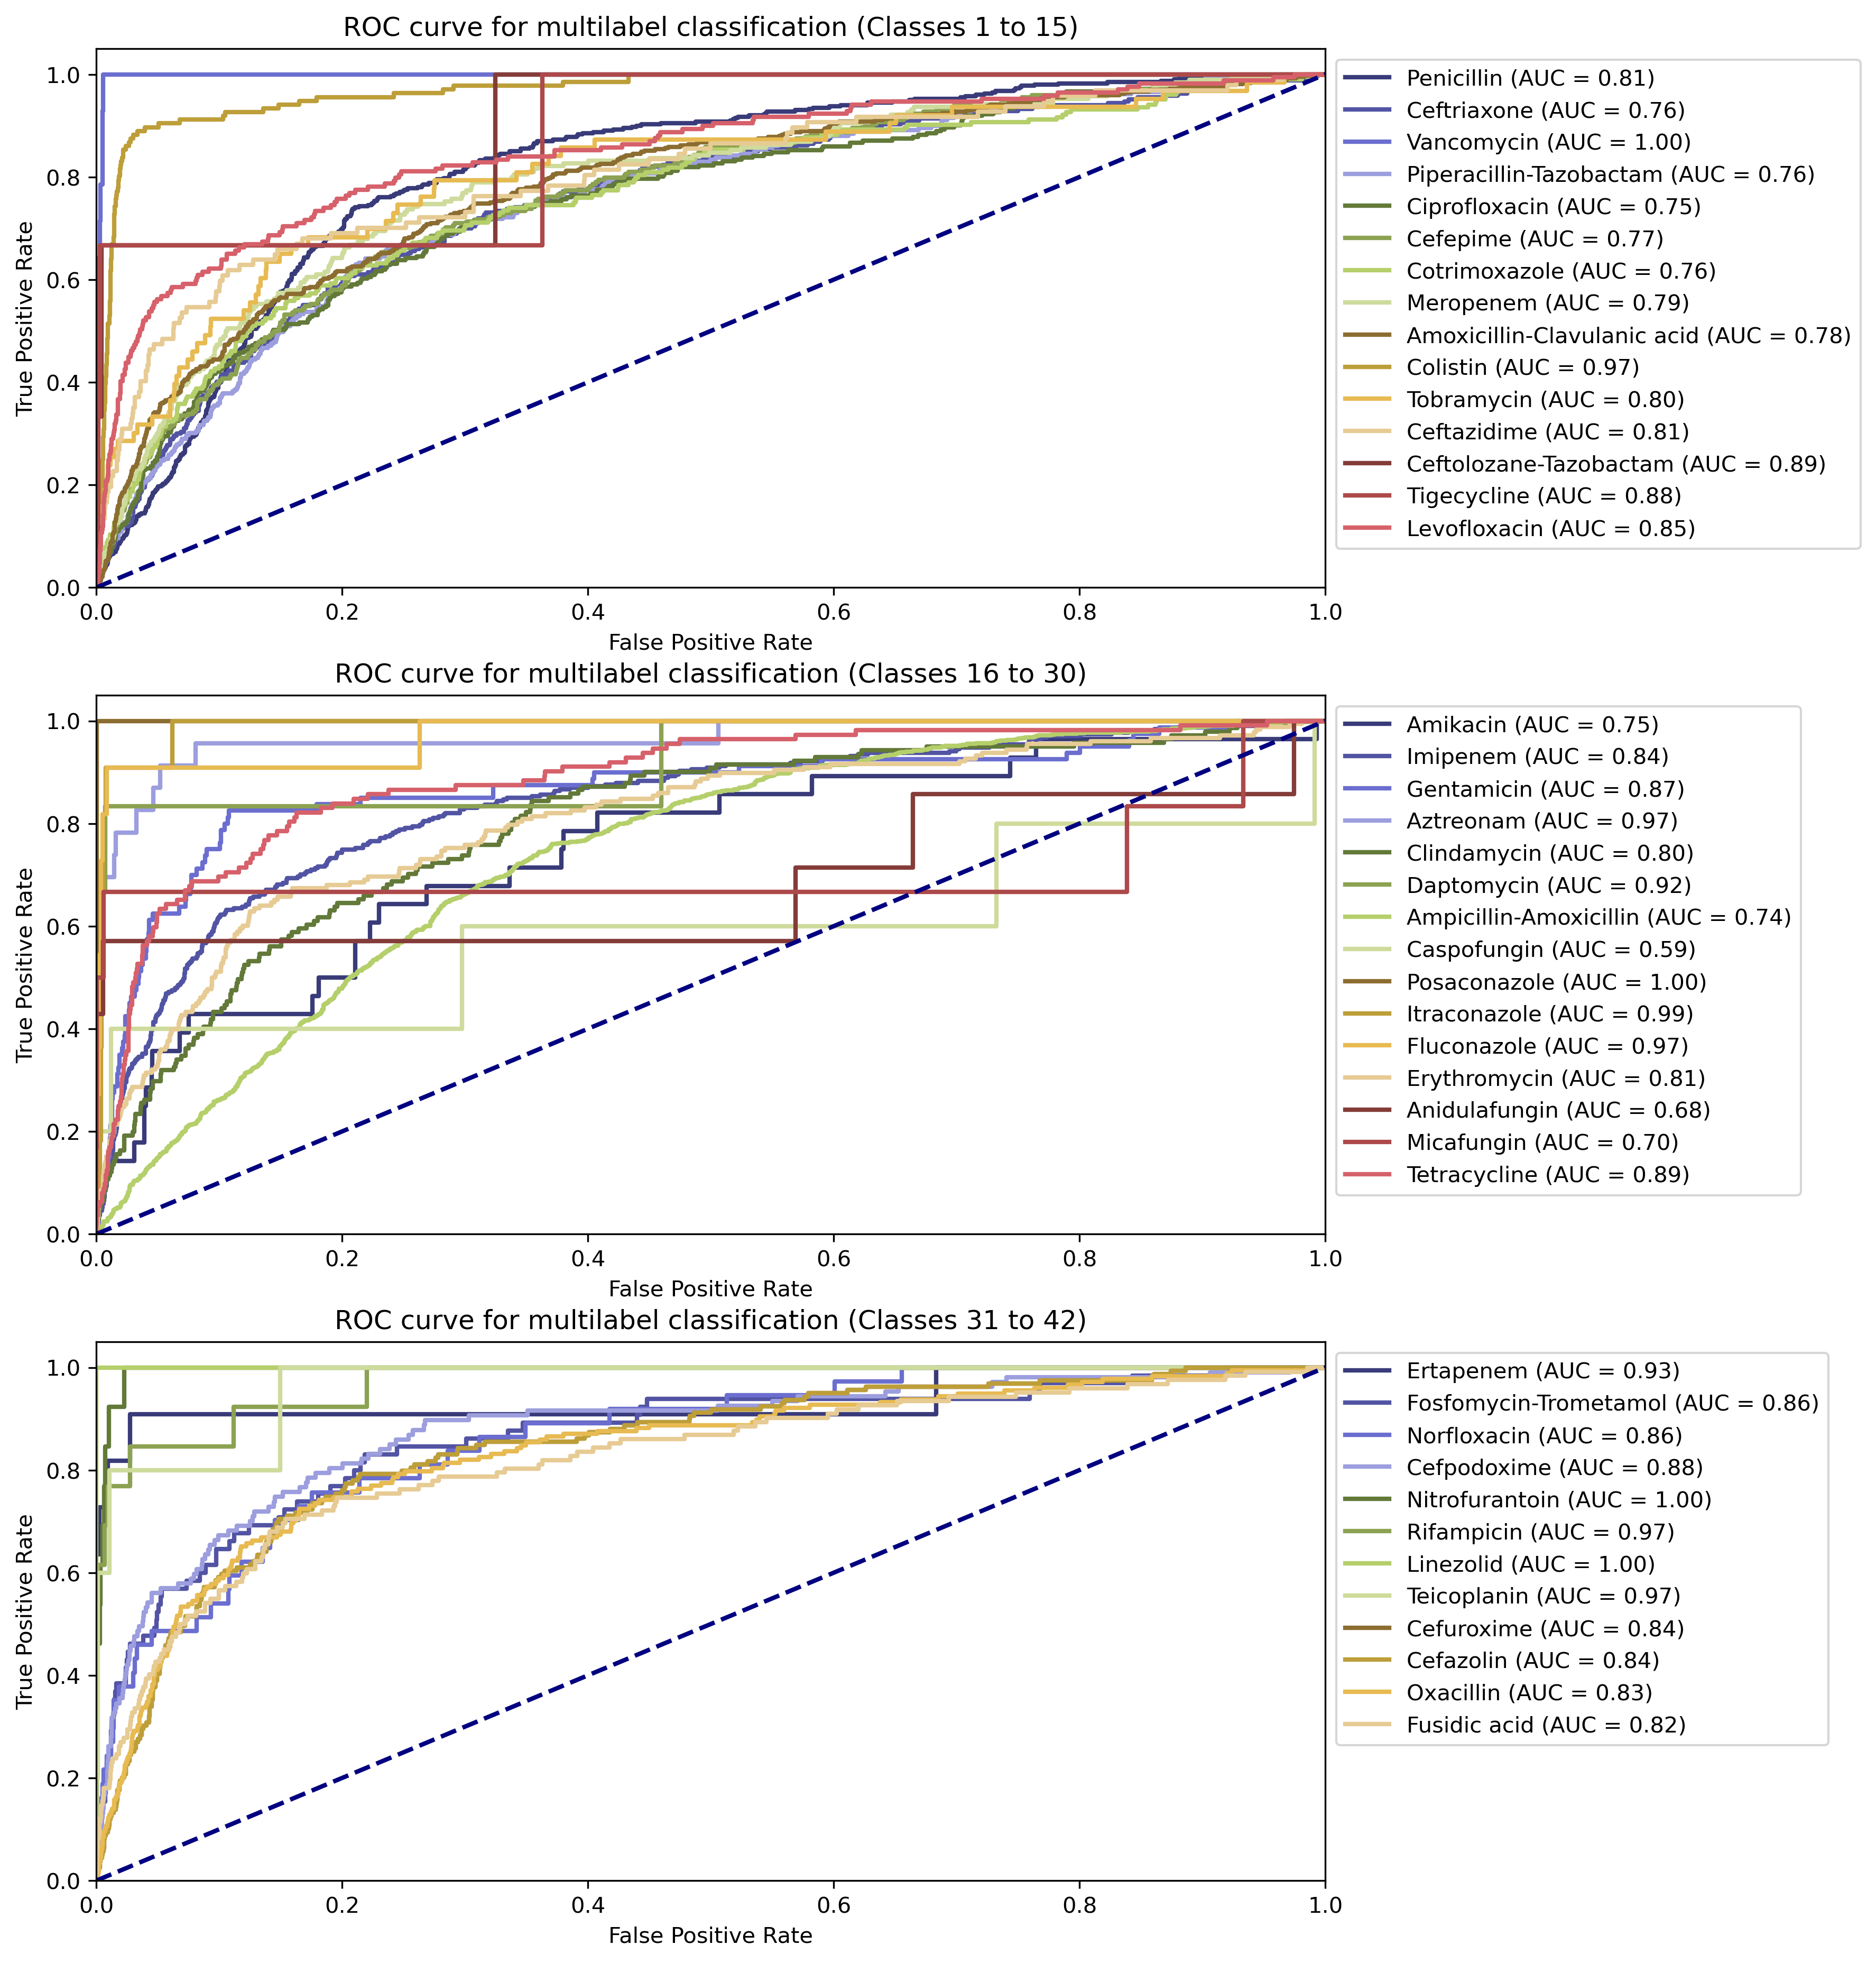 ROC curve for multilabel classification (Classes 1 to 15)
True Positive Rate
1.0
0.8
0.6
0.4
0.2
0.0
0.0 0.2 0.4 0.6 0.8 1.0
False Positive Rate
Penicillin (AUC = 0.81)
Ceftriaxone (AUC = 0.76)
Vancomycin (AUC = 1.00)
Piperacillin-Tazobactam (AUC = 0.76)
Ciprofloxacin (AUC = 0.75)
Cefepime (AUC = 0.77)
Cotrimoxazole (AUC = 0.76)
Meropenem (AUC = 0.79)
Amoxicillin-Clavulanic acid (AUC = 0.78)
Colistin (AUC = 0.97)
Tobramycin (AUC = 0.80)
Ceftazidime (AUC = 0.81)
Ceftolozane-Tazobactam (AUC = 0.89)
Tigecycline (AUC = 0.88)
Levofloxacin (AUC = 0.85)
ROC curve for multilabel classification (Classes 16 to 30)
True Positive Rate
1.0
0.8
0.6
0.4
0.2
0.0
0.0 0.2 0.4 0.6 0.8 1.0
False Positive Rate
Amikacin (AUC = 0.75)
Imipenem (AUC = 0.84)
Gentamicin (AUC = 0.87)
Aztreonam (AUC = 0.97)
Clindamycin (AUC = 0.80)
Daptomycin (AUC = 0.92)
Ampicillin-Amoxicillin (AUC = 0.74)
Caspofungin (AUC = 0.59)
Posaconazole (AUC = 1.00)
Itraconazole (AUC = 0.99)
Fluconazole (AUC = 0.97)
Erythromycin (AUC = 0.81)
Anidulafungin (AUC = 0.68)
Micafungin (AUC = 0.70)
Tetracycline (AUC = 0.89)
ROC curve for multilabel classification (Classes 31 to 42)
True Positive Rate
1.0
0.8
0.6
0.4
0.2
0.0
0.0 0.2 0.4 0.6 0.8 1.0
False Positive Rate
Ertapenem (AUC = 0.93)
Fosfomycin-Trometamol (AUC = 0.86)
Norfloxacin (AUC = 0.86)
Cefpodoxime (AUC = 0.88)
Nitrofurantoin (AUC = 1.00)
Rifampicin (AUC = 0.97)
Linezolid (AUC = 1.00)
Teicoplanin (AUC = 0.97)
Cefuroxime (AUC = 0.84)
Cefazolin (AUC = 0.84)
Oxacillin (AUC = 0.83)
Fusidic acid (AUC = 0.82)